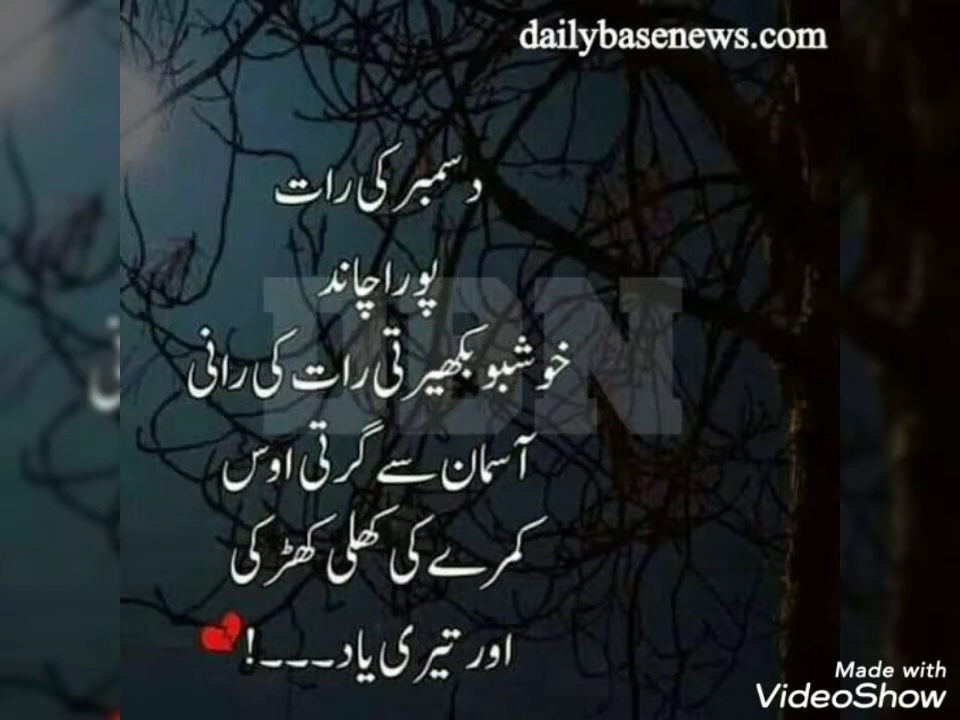 dailybasenews.com
دسمبر کی رات
پورا چاند
خوشبو بکھیرتی رات کی رانی
آسمان سے گرتی اوس
کمرے کی کھلی کھڑکی
اور تیری یاد۔۔۔!
DBN
Made with
VideoShow